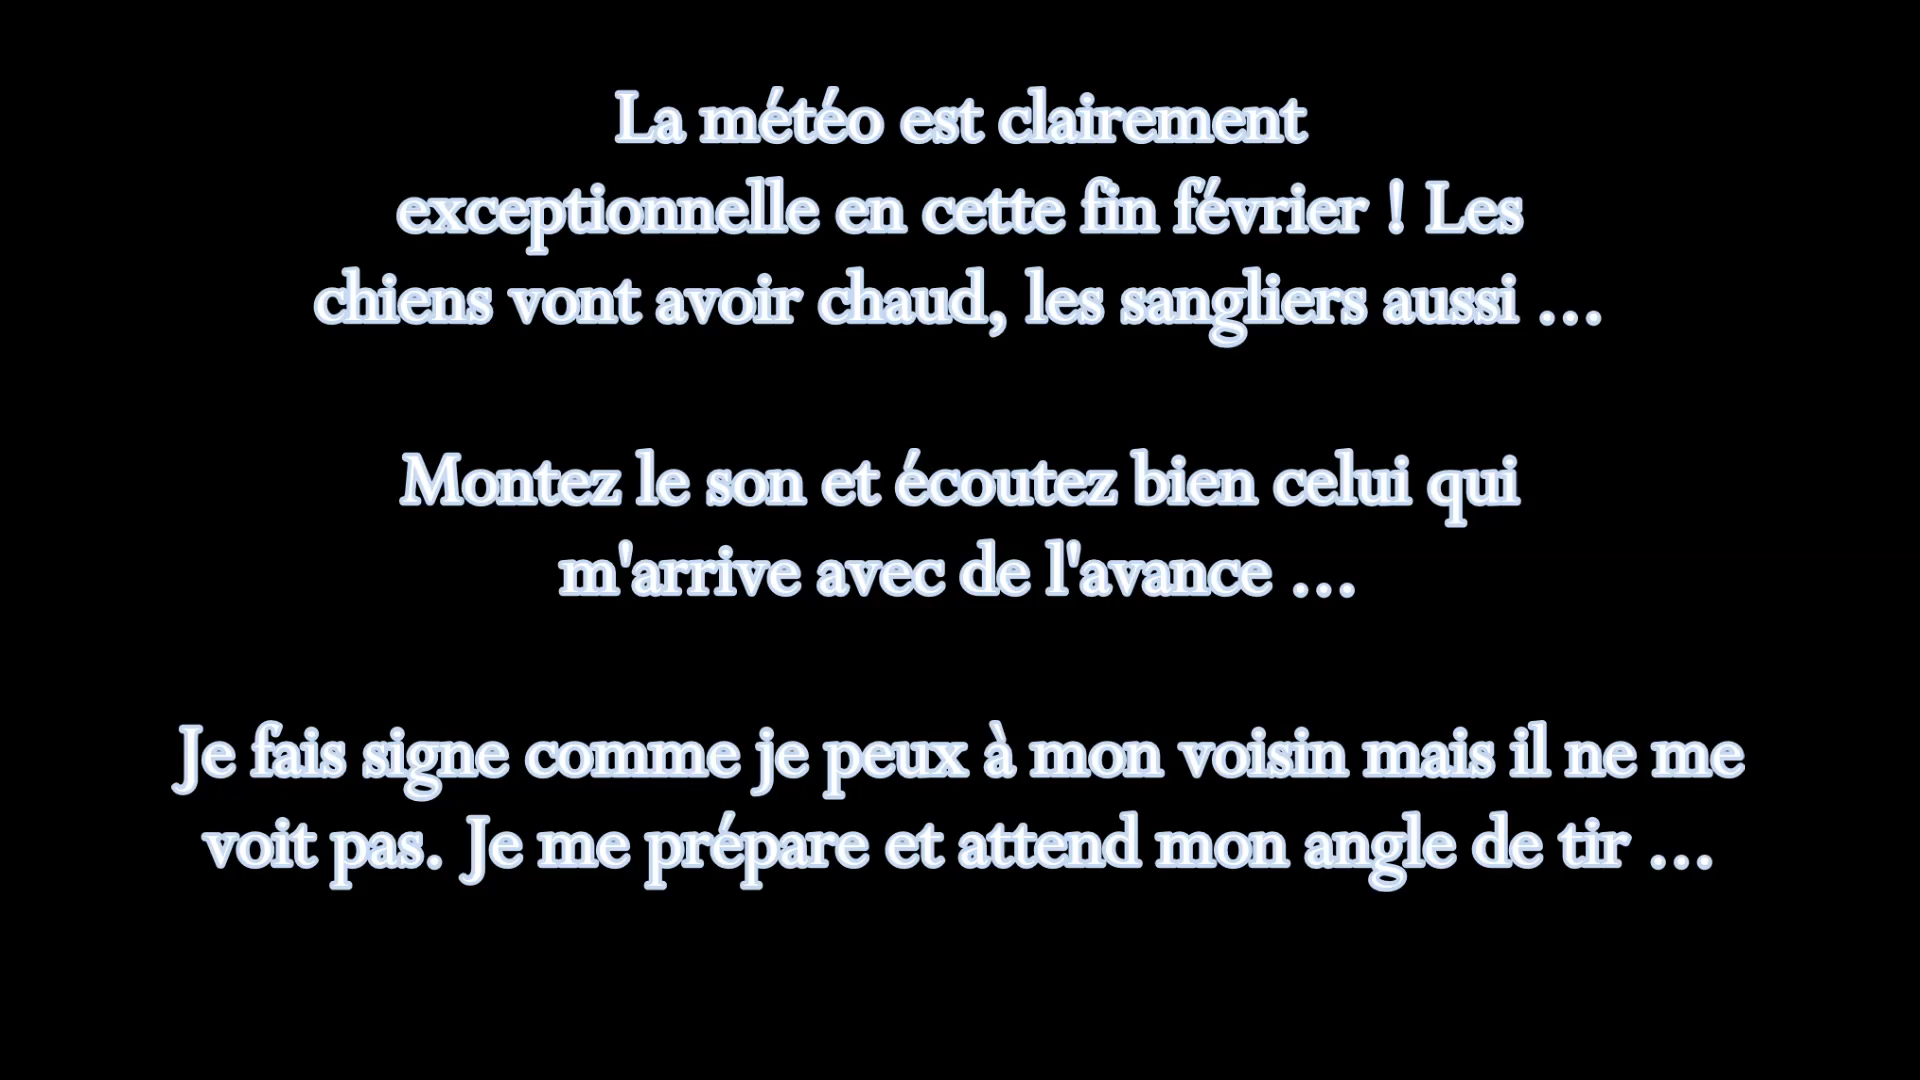 La météo est clairement
exceptionnelle en cette fin février ! Les
chiens vont avoir chaud, les sangliers aussi ...
Montez le son et écoutez bien celui qui
m'arrive avec de l'avance ...
Je fais signe comme je peux à mon voisin mais il ne me
voit pas. Je me prépare et attend mon angle de tir ...